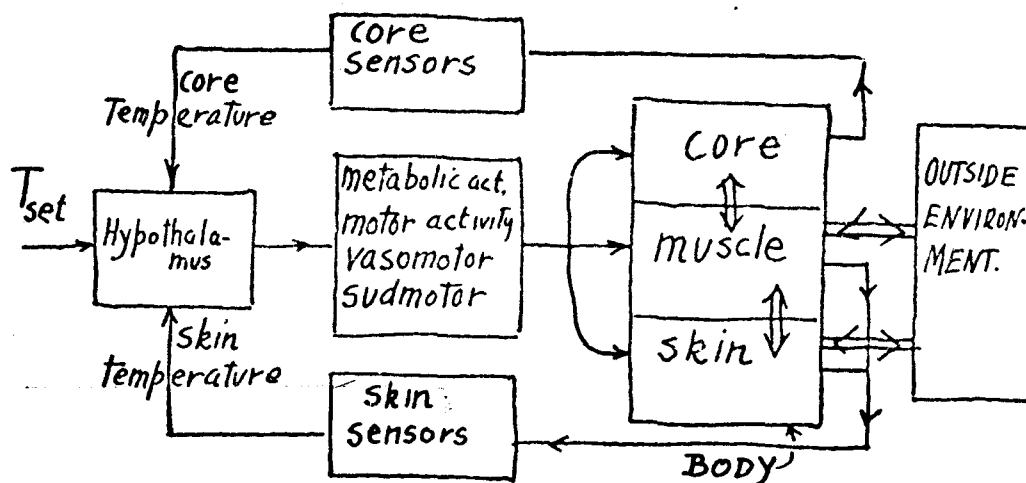 core
sensors
core
Temperature
Tset
Hypothala-
mus
metabolic act.
motor activity
vasomotor
sudmotor
core
muscle
skin
OUTSIDE
ENVIRON-
MENT.
skin
temperature
skin
sensors
BODY